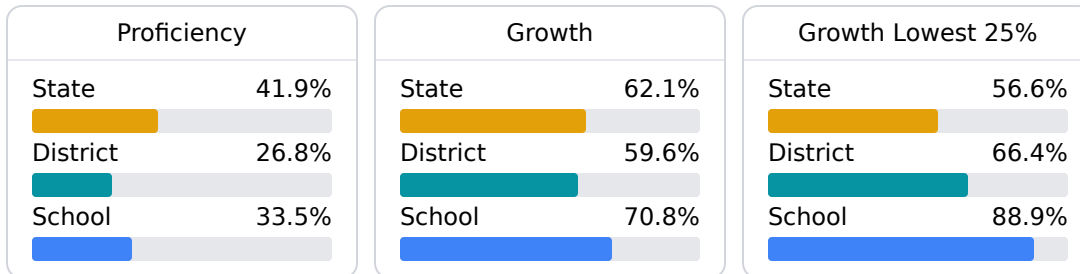 Proficiency
State 41.9%
District 26.8%
School 33.5%
Growth
State 62.1%
District 59.6%
School 70.8%
Growth Lowest 25%
State 56.6%
District 66.4%
School 88.9%